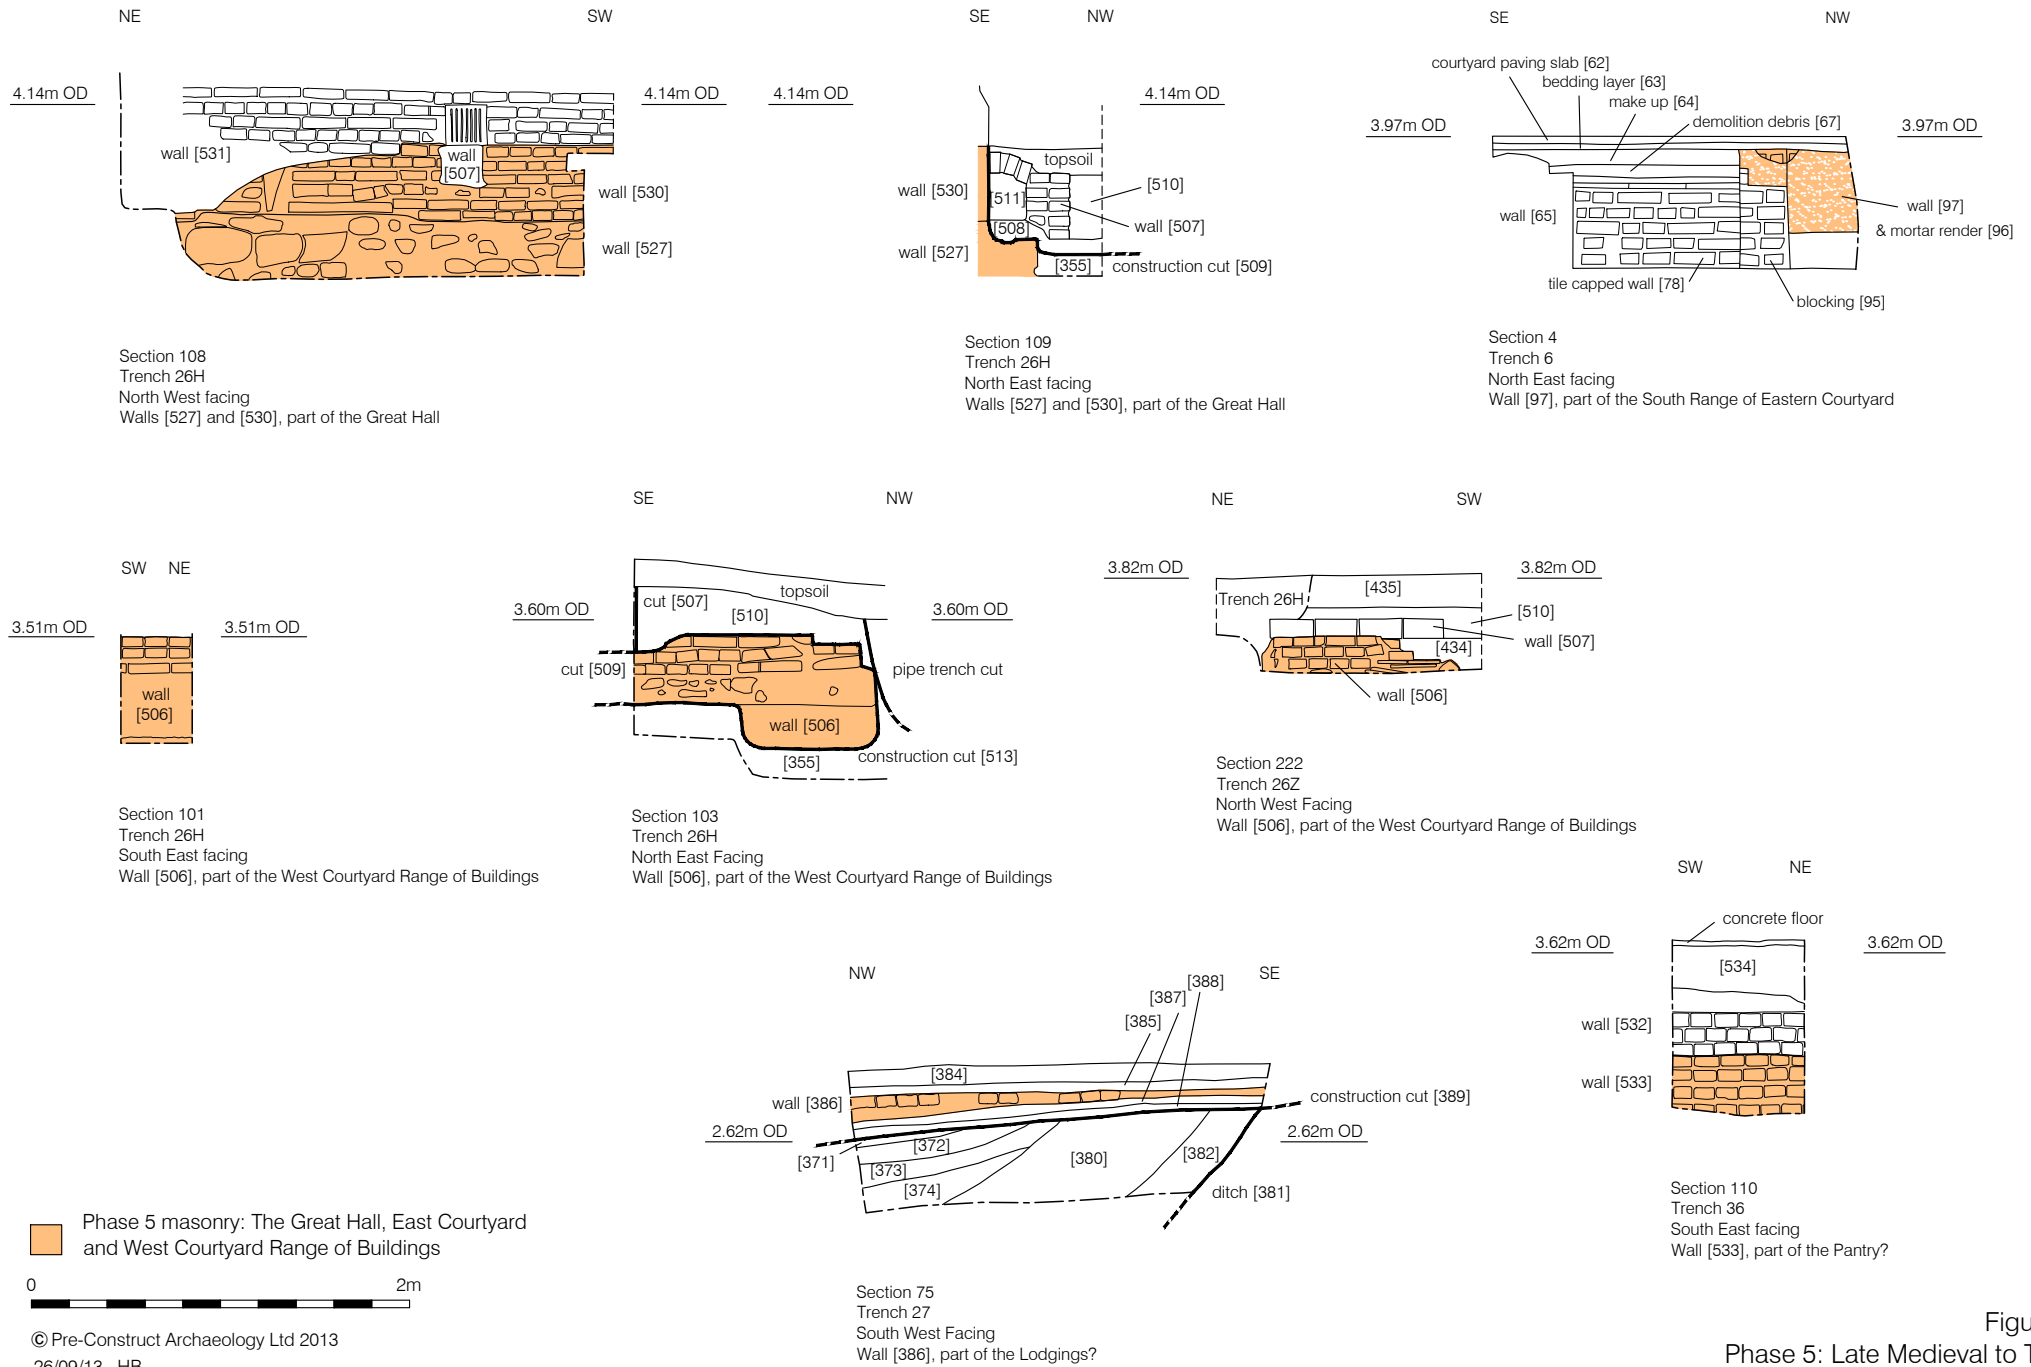 NE
SW
4.14m OD
4.14m OD
wall [531]
wall
[507]
wall [530]
wall [527]
Section 108
Trench 26H
North West facing
Walls [527] and [530], part of the Great Hall
SE
NW
4.14m OD
4.14m OD
topsoil
wall [530]
[511]
[510]
[508]
wall [507]
wall [527]
[355]
construction cut [509]
Section 109
Trench 26H
North East facing
Walls [527] and [530], part of the Great Hall
SE
NW
courtyard paving slab [62]
bedding layer [63]
make up [64]
demolition debris [67]
3.97m OD
3.97m OD
wall [65]
wall [97]
& mortar render [96]
tile capped wall [78]
blocking [95]
Section 4
Trench 6
North East facing
Wall [97], part of the South Range of Eastern Courtyard
SW
NE
3.51m OD
3.51m OD
wall
[506]
Section 101
Trench 26H
South East facing
Wall [506], part of the West Courtyard Range of Buildings
SE
NW
3.60m OD
3.60m OD
topsoil
cut [507]
[510]
cut [509]
pipe trench cut
wall [506]
[355]
construction cut [513]
Section 103
Trench 26H
North East Facing
Wall [506], part of the West Courtyard Range of Buildings
NE
SW
3.82m OD
3.82m OD
Trench 26H
[435]
[510]
wall [507]
[434]
wall [506]
Section 222
Trench 26Z
North West Facing
Wall [506], part of the West Courtyard Range of Buildings
NW
SE
[388]
[387]
[385]
[384]
wall [386]
construction cut [389]
2.62m OD
2.62m OD
[371]
[372]
[373]
[374]
[380]
[382]
ditch [381]
Section 75
Trench 27
South West Facing
Wall [386], part of the Lodgings?
SW
NE
concrete floor
3.62m OD
3.62m OD
[534]
wall [532]
wall [533]
Section 110
Trench 36
South East facing
Wall [533], part of the Pantry?
Phase 5 masonry: The Great Hall, East Courtyard
and West Courtyard Range of Buildings
0
2m
© Pre-Construct Archaeology Ltd 2013
26/09/13 HB
Figu
Phase 5: Late Medieval to T